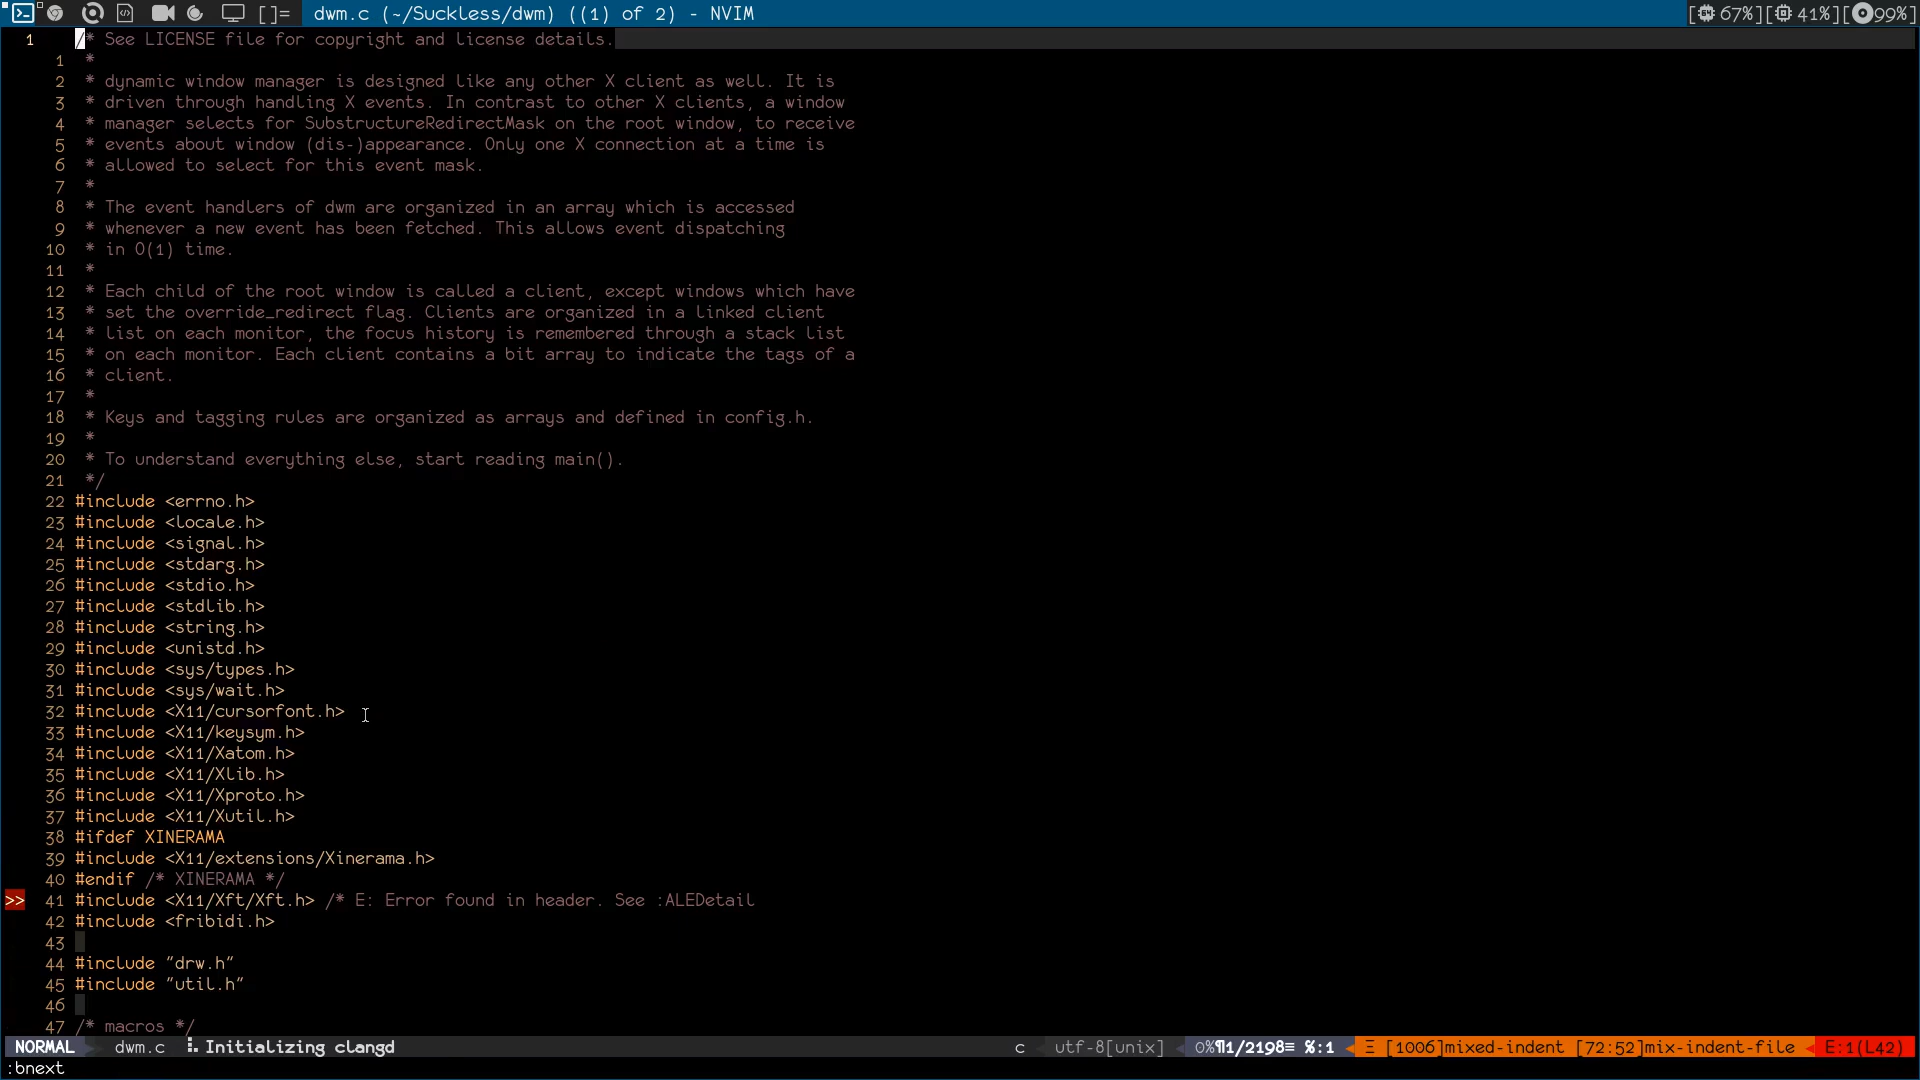 []= dwm.c (~/Suckless/dwm) ((1) of 2) - NVIM [67%][41%][99%]
1 /* See LICENSE file for copyright and license details.
1 *
2 * dynamic window manager is designed like any other X client as well. It is
3 * driven through handling X events. In contrast to other X clients, a window
4 * manager selects for SubstructureRedirectMask on the root window, to receive
5 * events about window (dis-)appearance. Only one X connection at a time is
6 * allowed to select for this event mask.
7 *
8 * The event handlers of dwm are organized in an array which is accessed
9 * whenever a new event has been fetched. This allows event dispatching
10 * in O(1) time.
11 *
12 * Each child of the root window is called a client, except windows which have
13 * set the override_redirect flag. Clients are organized in a linked client
14 * list on each monitor, the focus history is remembered through a stack list
15 * on each monitor. Each client contains a bit array to indicate the tags of a
16 * client.
17 *
18 * Keys and tagging rules are organized as arrays and defined in config.h.
19 *
20 * To understand everything else, start reading main().
21 */
22 #include <errno.h>
23 #include <locale.h>
24 #include <signal.h>
25 #include <stdarg.h>
26 #include <stdio.h>
27 #include <stdlib.h>
28 #include <string.h>
29 #include <unistd.h>
30 #include <sys/types.h>
31 #include <sys/wait.h>
32 #include <X11/cursorfont.h>
33 #include <X11/keysym.h>
34 #include <X11/Xatom.h>
35 #include <X11/Xlib.h>
36 #include <X11/Xproto.h>
37 #include <X11/Xutil.h>
38 #ifdef XINERAMA
39 #include <X11/extensions/Xinerama.h>
40 #endif /* XINERAMA */
>> 41 #include <X11/Xft/Xft.h> /* E: Error found in header. See :ALEDetail
42 #include <fribidi.h>
43
44 #include "drw.h"
45 #include "util.h"
46
47 /* macros */
NORMAL dwm.c Initializing clangd c utf-8[unix] 0%¶1/2198≡ %:1 Ξ [1006]mixed-indent [72:52]mix-indent-file E:1(L42)
:bnext